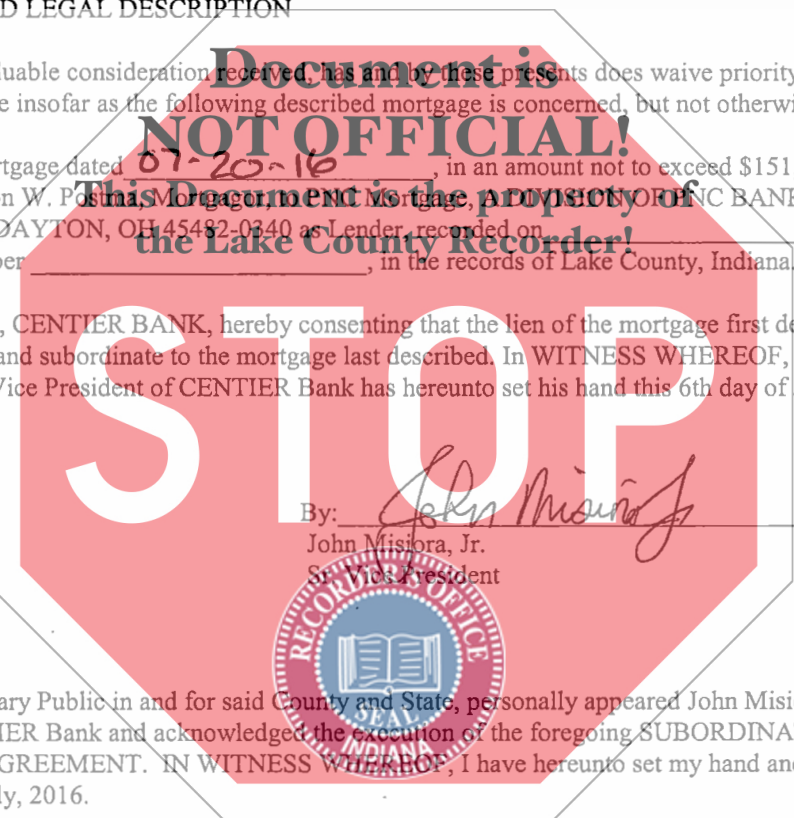 D LEGAL DESCRIPTION
Document is
luable consideration received, has and by these presents does waive priority
e insofar as the following described mortgage is concerned, but not otherwi
NOT OFFICIAL!
rtgage dated 07-20-16, in an amount not to exceed $151
This Document is the property of
n W. Postma, Mortgagor, to PNC Mortgage, A DIVISION OF PNC BANK
the Lake County Recorder!
DAYTON, OH 45482-0340 as Lender, recorded on
er , in the records of Lake County, Indiana.
STOP
, CENTIER BANK, hereby consenting that the lien of the mortgage first de
and subordinate to the mortgage last described. In WITNESS WHEREOF,
Vice President of CENTIER Bank has hereunto set his hand this 6th day of
By: John Misiora Jr
John Misiora, Jr.
Sr. Vice President
RECORDER'S OFFICE
SEAL
INDIANA
ary Public in and for said County and State, personally appeared John Misi
IER Bank and acknowledged the execution of the foregoing SUBORDINA
GREEMENT. IN WITNESS WHEREOF, I have hereunto set my hand and
ly, 2016.